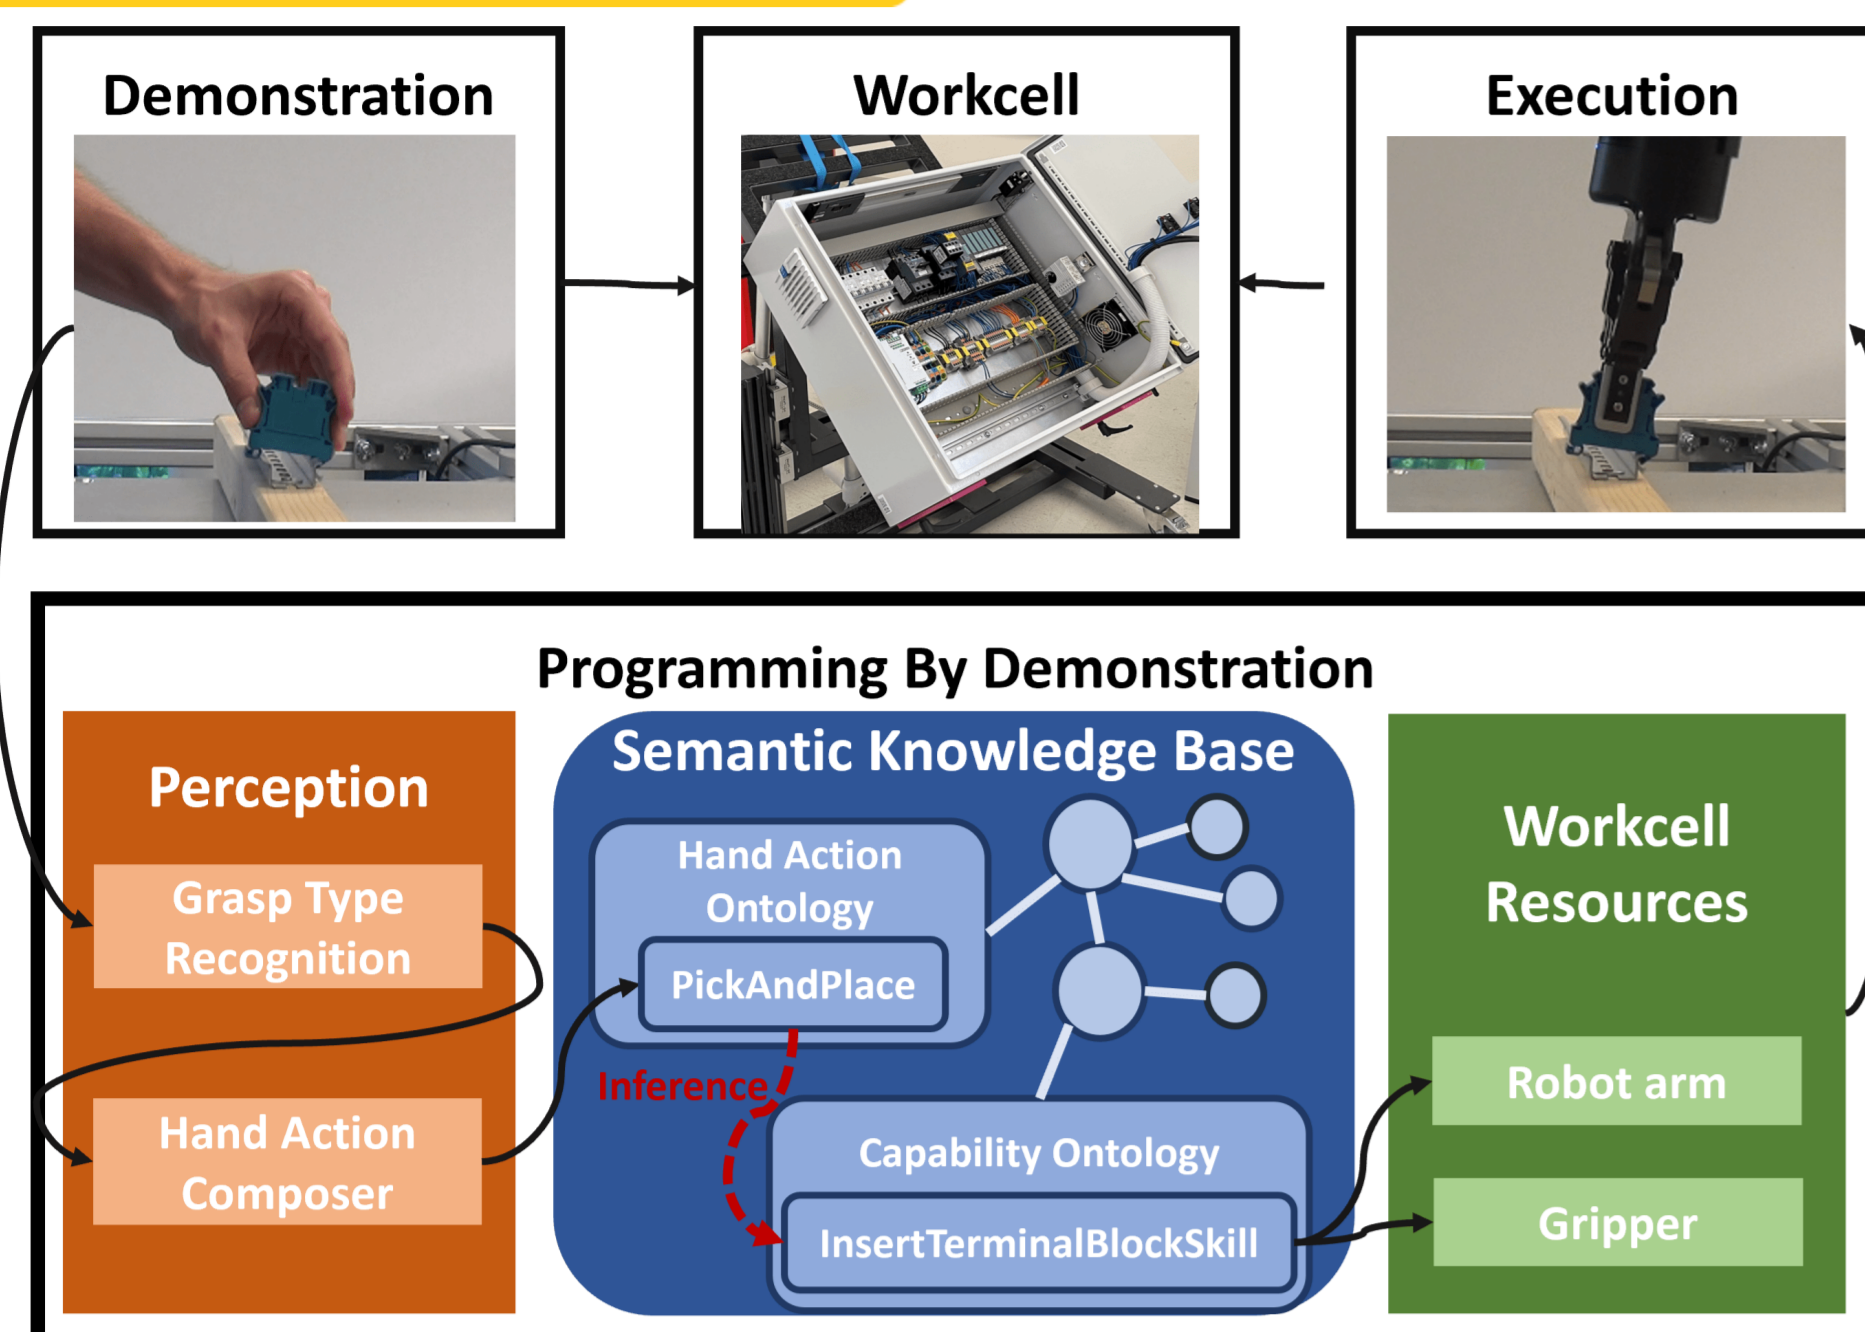 Demonstration
Workcell
Execution
Programming By Demonstration
Perception
Grasp Type
Recognition
Hand Action
Composer
Semantic Knowledge Base
Hand Action
Ontology
PickAndPlace
Inference
Capability Ontology
InsertTerminalBlockSkill
Workcell
Resources
Robot arm
Gripper